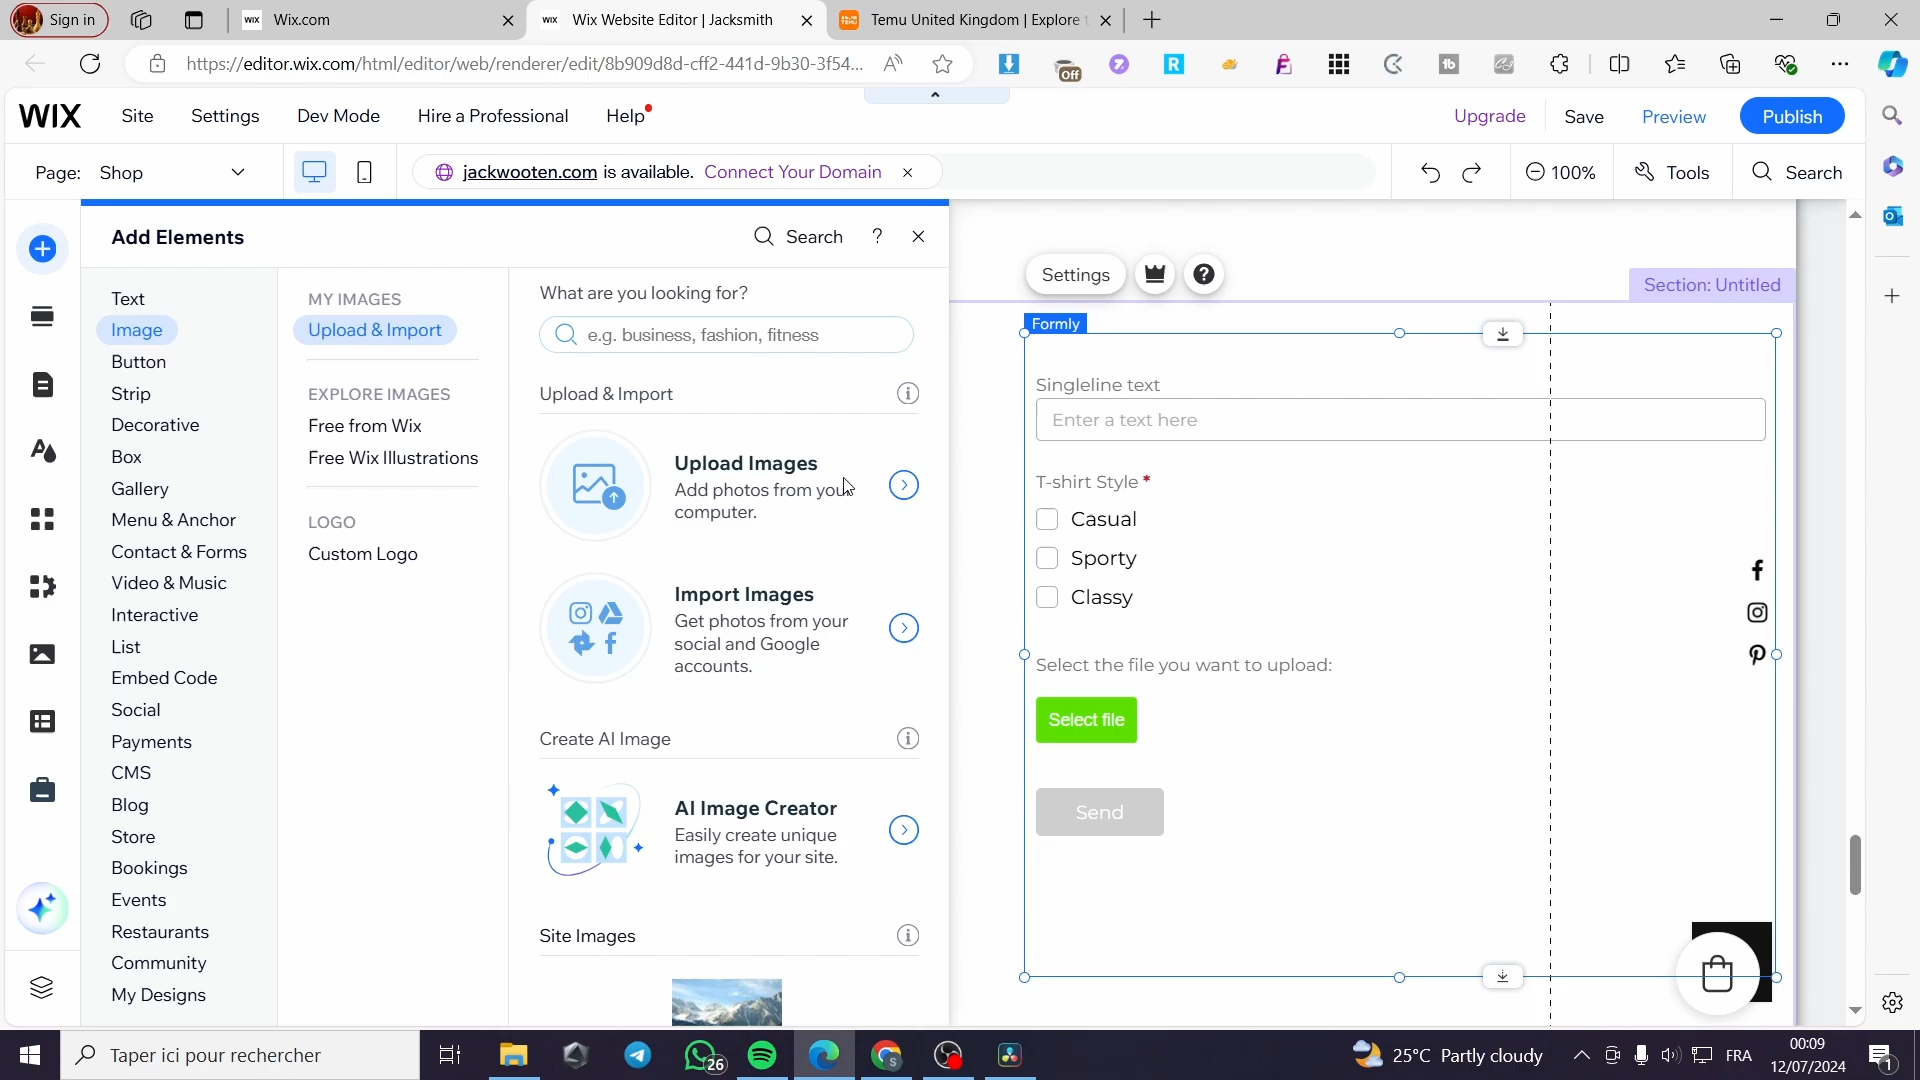 Sign in
Wix.com
Wix Website Editor | Jacksmith
Temu United Kingdom | Explore
https://editor.wix.com/html/editor/web/renderer/edit/8b909d8d-cff2-441d-9b30-3f54...
Off
WIX
Site
Settings
Dev Mode
Hire a Professional
Help
Upgrade
Save
Preview
Publish
Page: Shop
jackwooten.com is available. Connect Your Domain
100%
Tools
Search
Add Elements
Search
?
Text
Image
Button
Strip
Decorative
Box
Gallery
Menu & Anchor
Contact & Forms
Video & Music
Interactive
List
Embed Code
Social
Payments
CMS
Blog
Store
Bookings
Events
Restaurants
Community
My Designs
MY IMAGES
Upload & Import
EXPLORE IMAGES
Free from Wix
Free Wix Illustrations
LOGO
Custom Logo
What are you looking for?
e.g. business, fashion, fitness
Upload & Import
Upload Images
Add photos from your
computer.
Import Images
Get photos from your
social and Google
accounts.
Create AI Image
AI Image Creator
Easily create unique
images for your site.
Site Images
Settings
Section: Untitled
Formly
Singleline text
Enter a text here
T-shirt Style *
Casual
Sporty
Classy
Select the file you want to upload:
Select file
Send
Taper ici pour rechercher
26
25°C Partly cloudy
FRA
00:09
12/07/2024
1